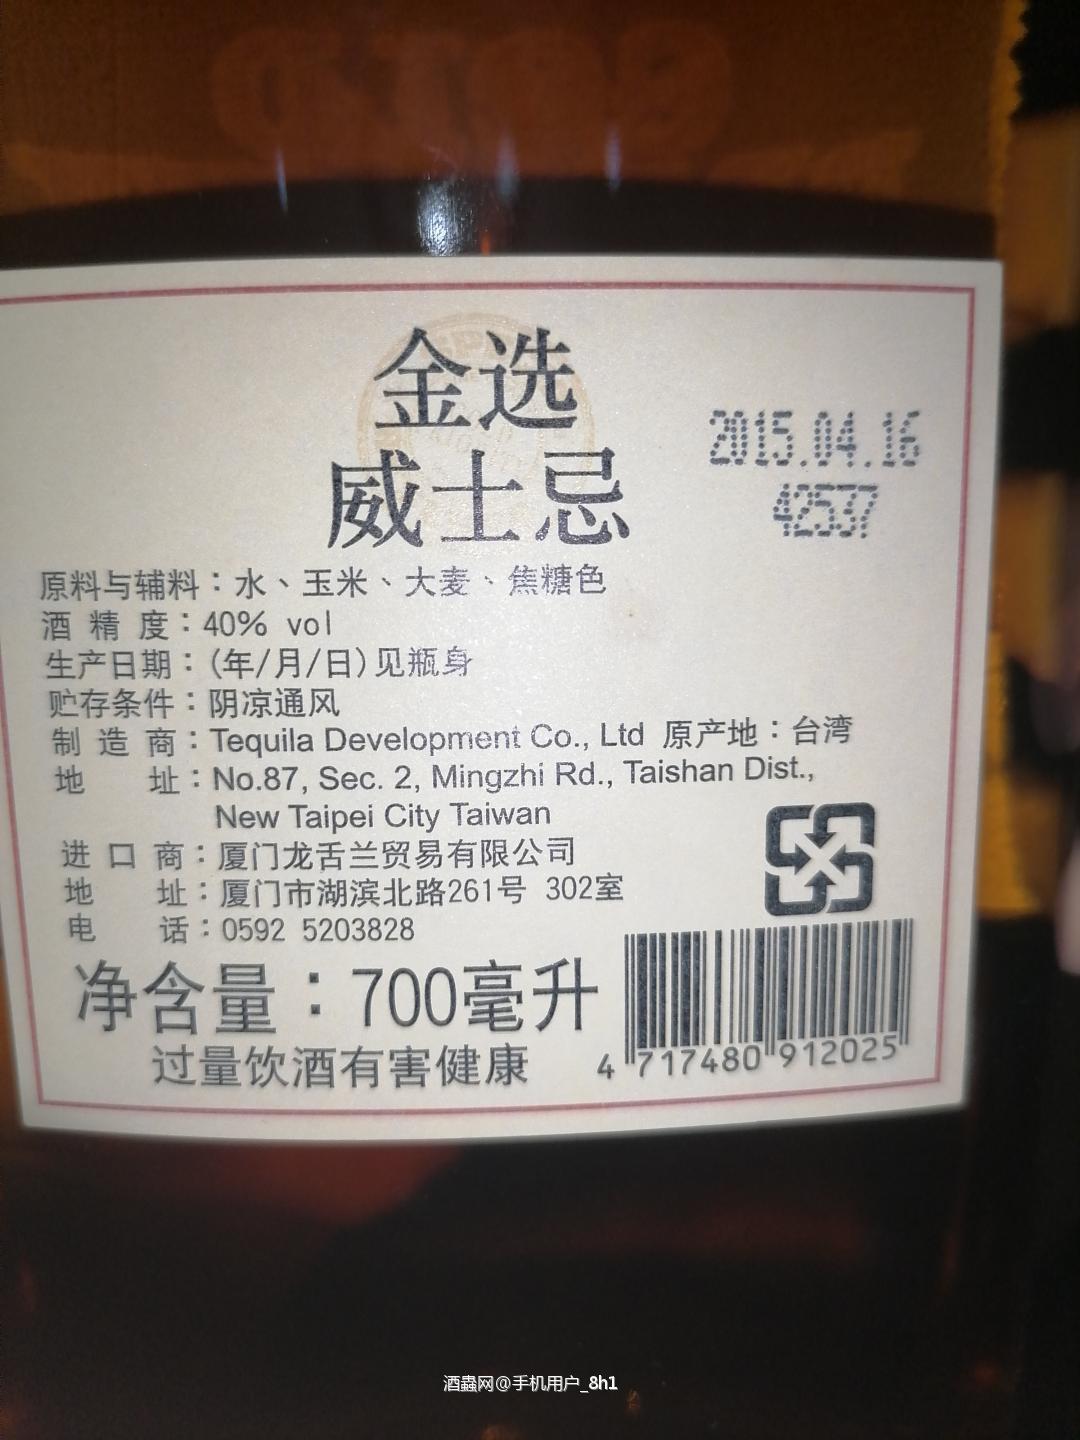 金选
威士忌
2015.04.16
42537
原料与辅料：水、玉米、大麦、焦糖色
酒 精 度：40% vol
生产日期：(年/月/日)见瓶身
贮存条件：阴凉通风
制 造 商：Tequila Development Co., Ltd 原产地：台湾
地 址：No.87, Sec. 2, Mingzhi Rd., Taishan Dist.,
New Taipei City Taiwan
进 口 商：厦门龙舌兰贸易有限公司
地 址：厦门市湖滨北路261号 302室
电 话：0592 5203828
净含量：700毫升
过量饮酒有害健康
4 717480 912025
酒蟲网@手机用户_8h1